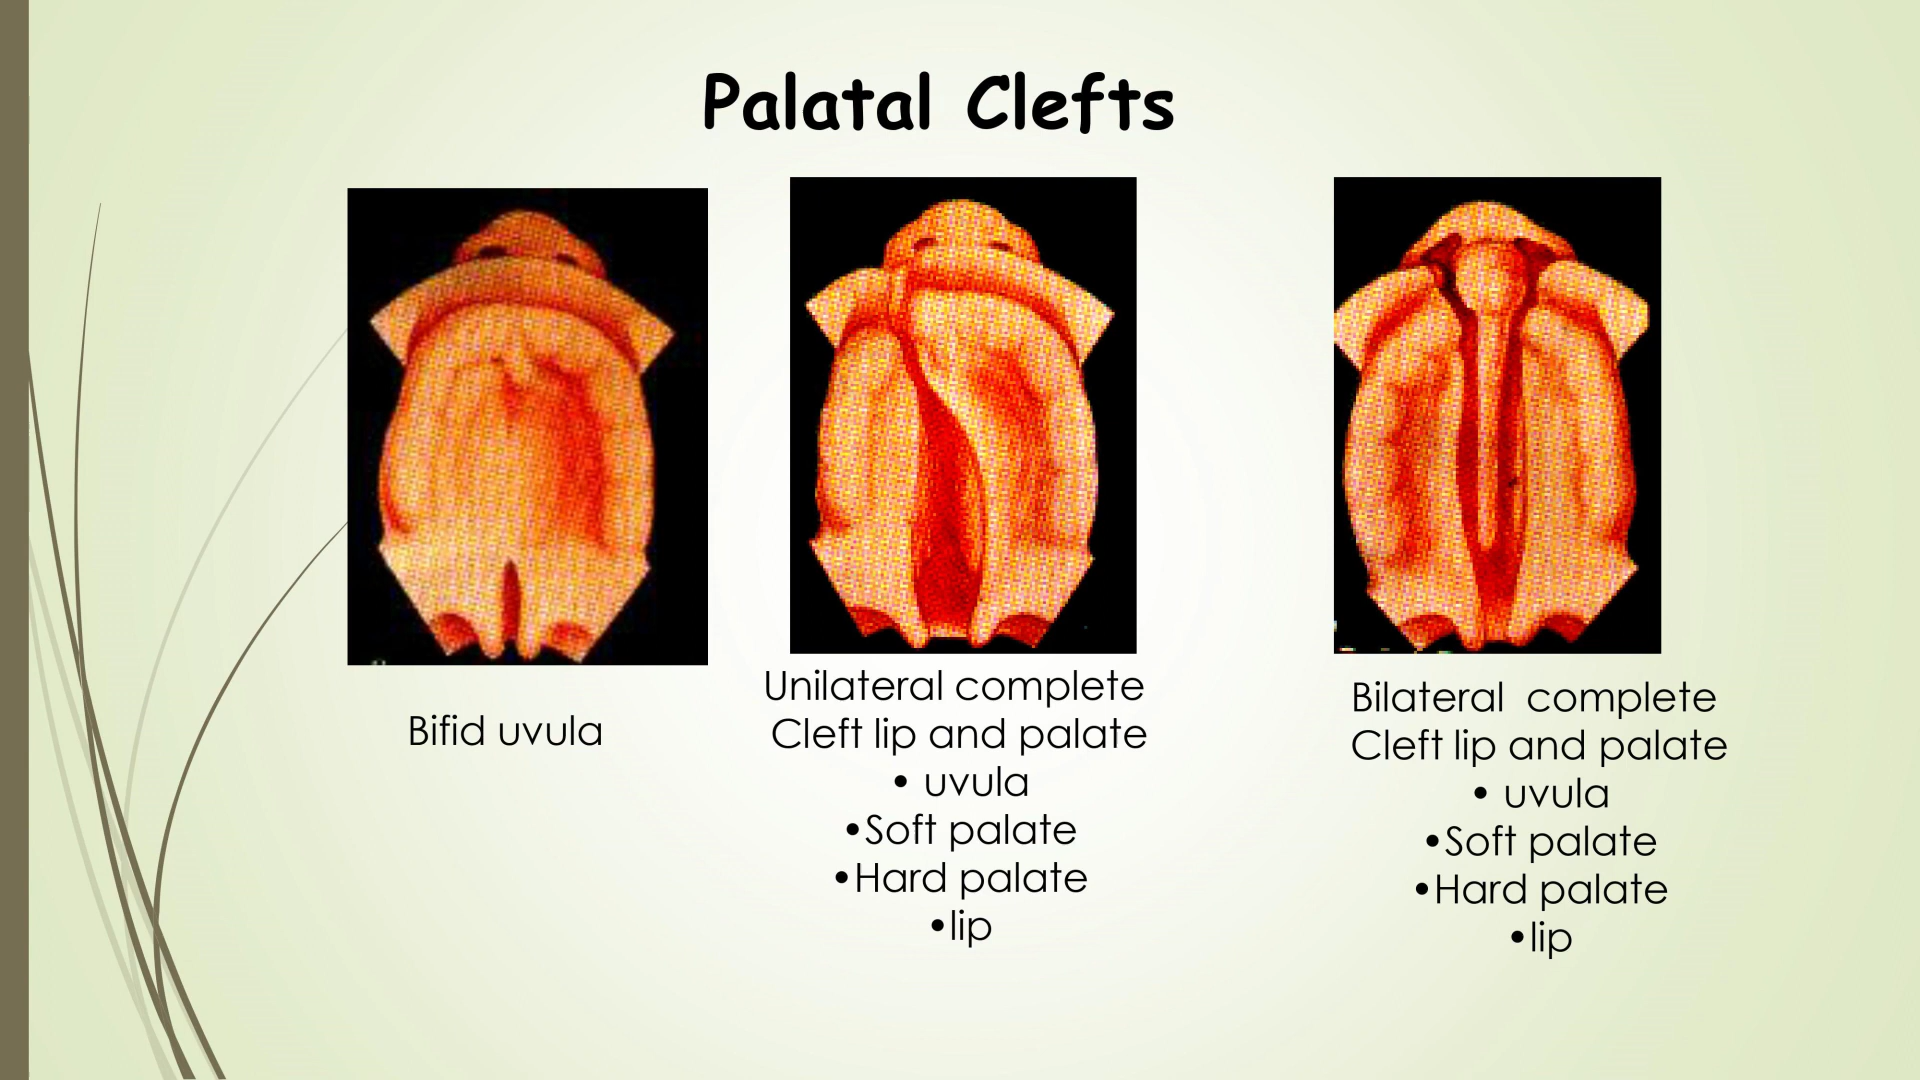 Palatal Clefts
Bifid uvula
Unilateral complete
Cleft lip and palate
• uvula
•Soft palate
•Hard palate
•lip
Bilateral  complete
Cleft lip and palate
• uvula
•Soft palate
•Hard palate
•lip